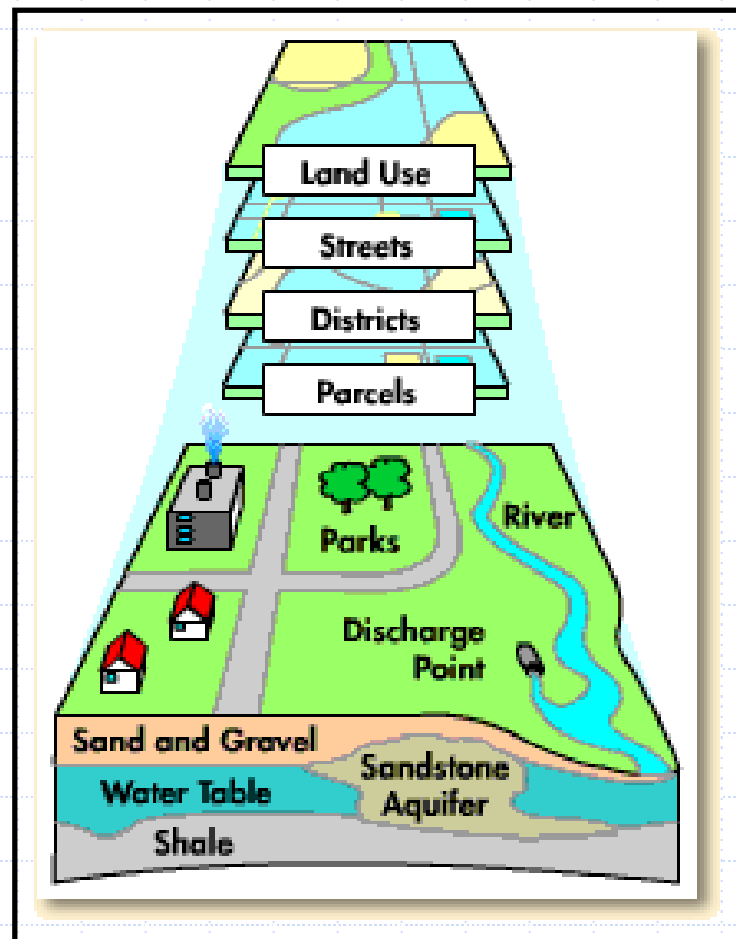 Land Use
Streets
Districts
Parcels
River
Parks
Discharge
Point
Sand and Gravel
Sandstone
Aquifer
Water Table
Shale